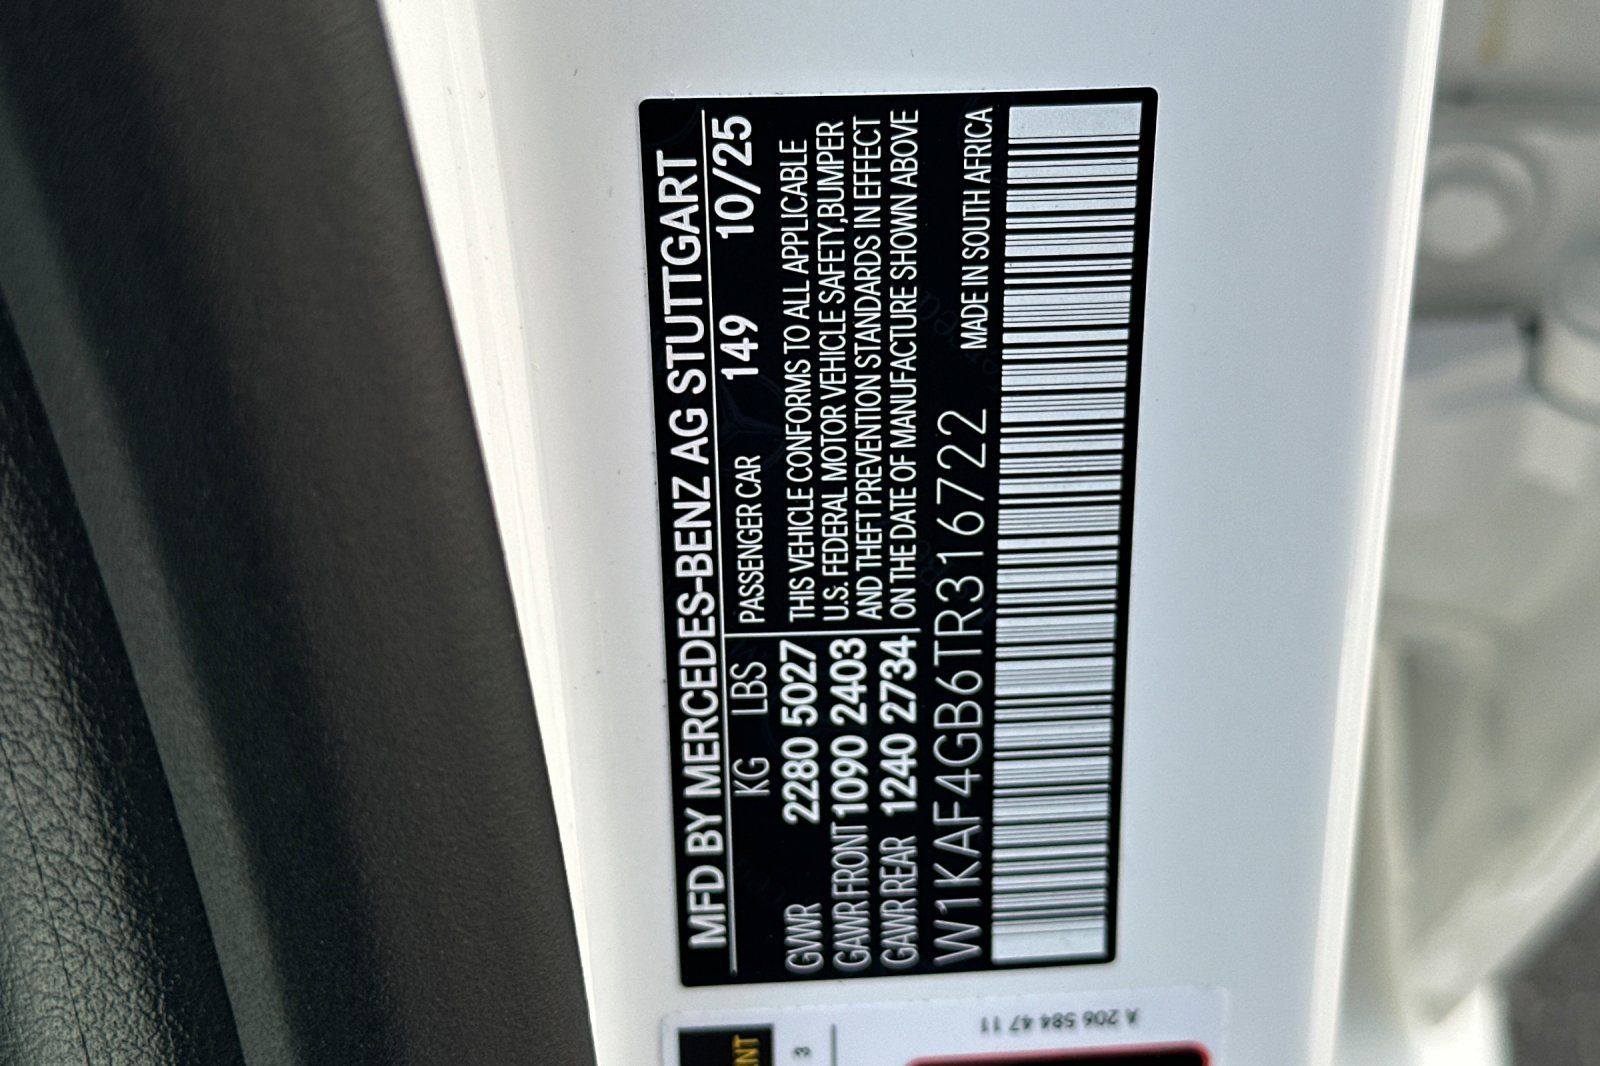 MFD BY MERCEDES-BENZ AG STUTTGART
KG LBS PASSENGER CAR 149 10/25
GVWR 2280 5027
GAWR FRONT 1090 2403
GAWR REAR 1240 2734
THIS VEHICLE CONFORMS TO ALL APPLICABLE
U.S. FEDERAL MOTOR VEHICLE SAFETY, BUMPER
AND THEFT PREVENTION STANDARDS IN EFFECT
ON THE DATE OF MANUFACTURE SHOWN ABOVE
W1KAF4GB6TR316722 MADE IN SOUTH AFRICA
A 206 584 47 11
3